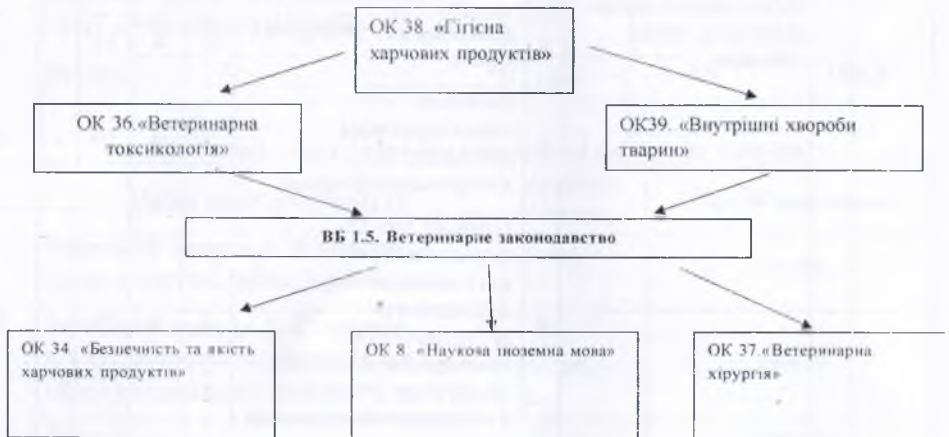 ОК 38. «Гігієна
харчових продуктів»
ОК 36.«Ветеринарна
токсикологія»
ОК39. «Внутрішні хвороби
тварин»
ВБ 1.5. Ветеринарне законодавство
ОК 34. «Безпечність та якість
харчових продуктів»
ОК 8. «Наукова іноземна мова»
ОК 37.«Ветеринарна
хірургія»